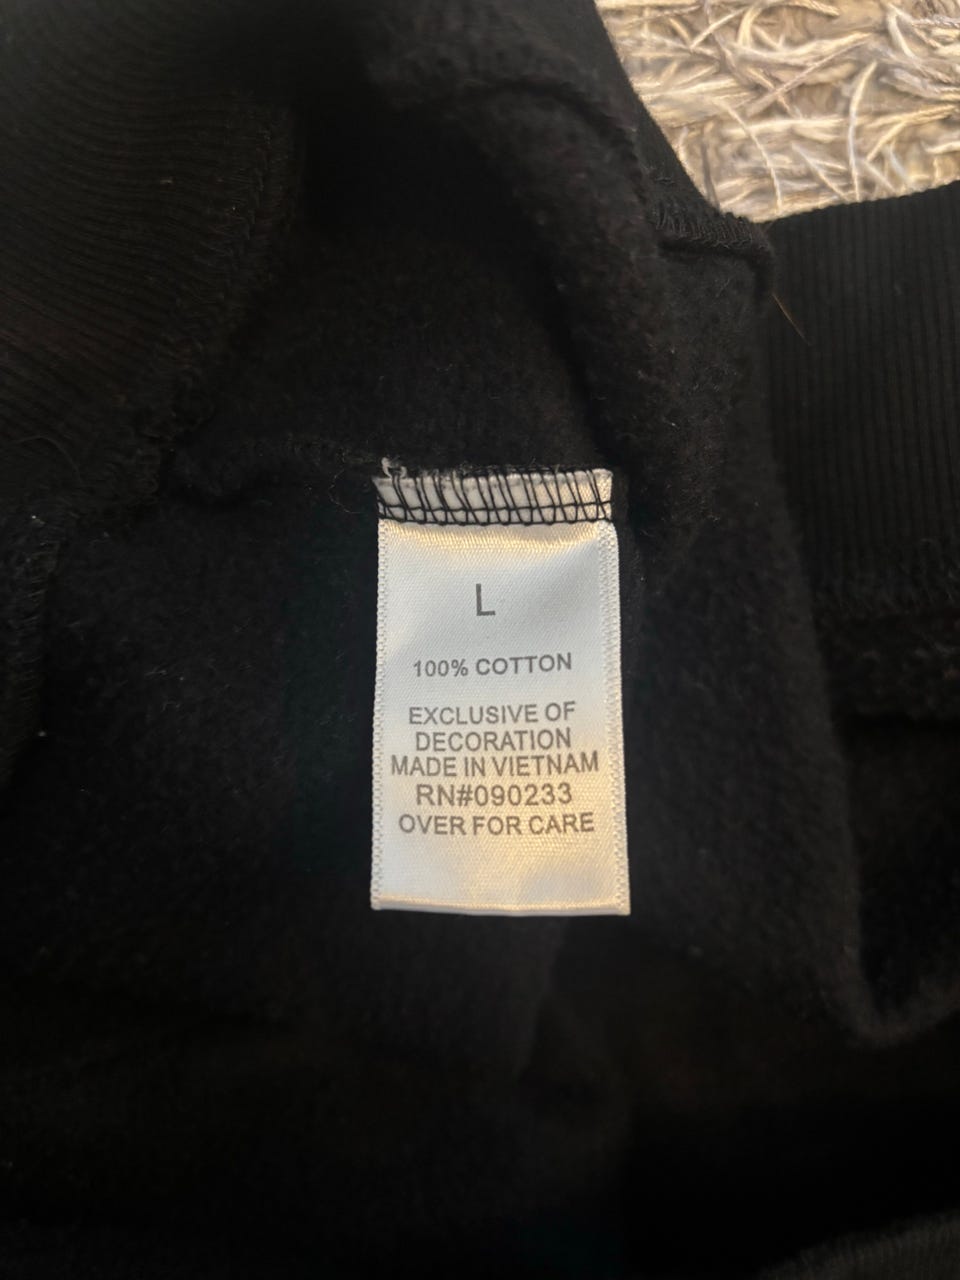 L
100% COTTON
EXCLUSIVE OF
DECORATION
MADE IN VIETNAM
RN#090233
OVER FOR CARE